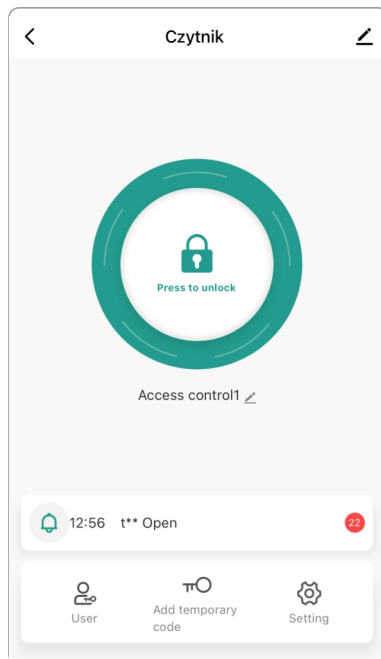 Czytnik
Press to unlock
Access control1
12:56 t** Open 22
User
Add temporary
code
Setting